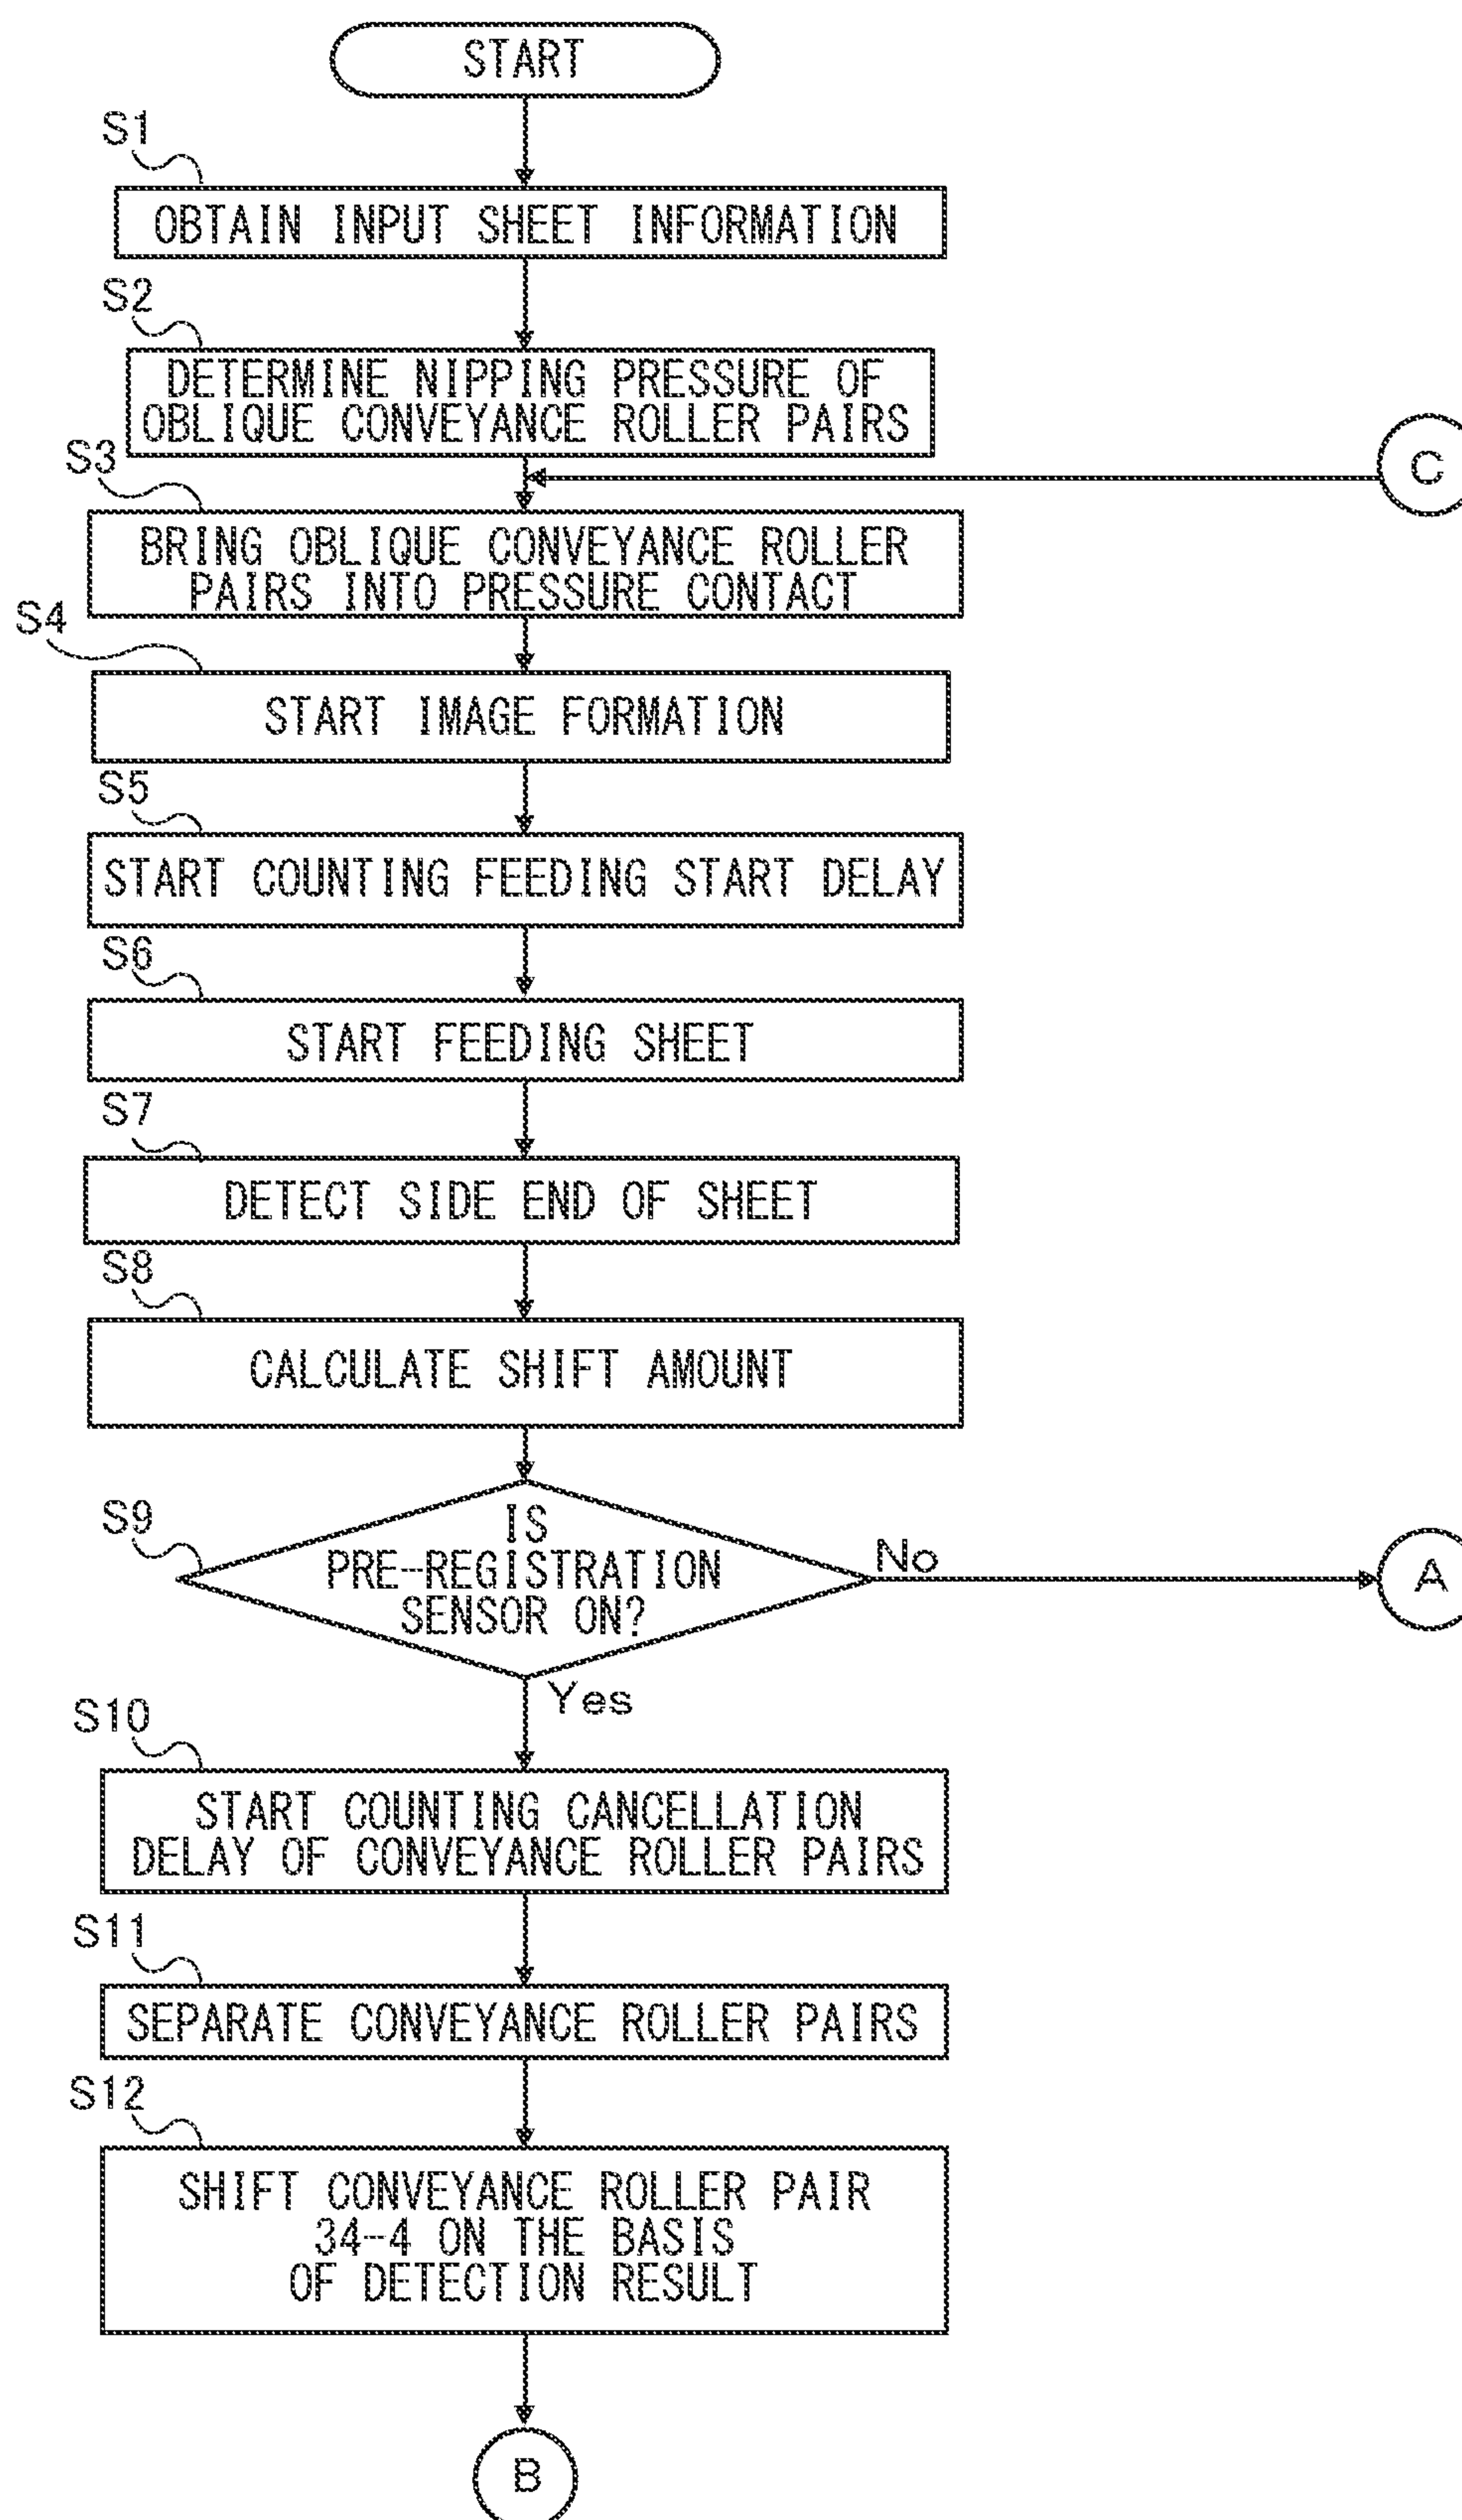 START
S1
OBTAIN INPUT SHEET INFORMATION
S2
DETERMINE NIPPING PRESSURE OF
OBLIQUE CONVEYANCE ROLLER PAIRS
C
S3
BRING OBLIQUE CONVEYANCE ROLLER
PAIRS INTO PRESSURE CONTACT
S4
START IMAGE FORMATION
S5
START COUNTING FEEDING START DELAY
S6
START FEEDING SHEET
S7
DETECT SIDE END OF SHEET
S8
CALCULATE SHIFT AMOUNT
S9
IS
PRE-REGISTRATION
SENSOR ON?
No
A
Yes
S10
START COUNTING CANCELLATION
DELAY OF CONVEYANCE ROLLER PAIRS
S11
SEPARATE CONVEYANCE ROLLER PAIRS
S12
SHIFT CONVEYANCE ROLLER PAIR
34-4 ON THE BASIS
OF DETECTION RESULT
B